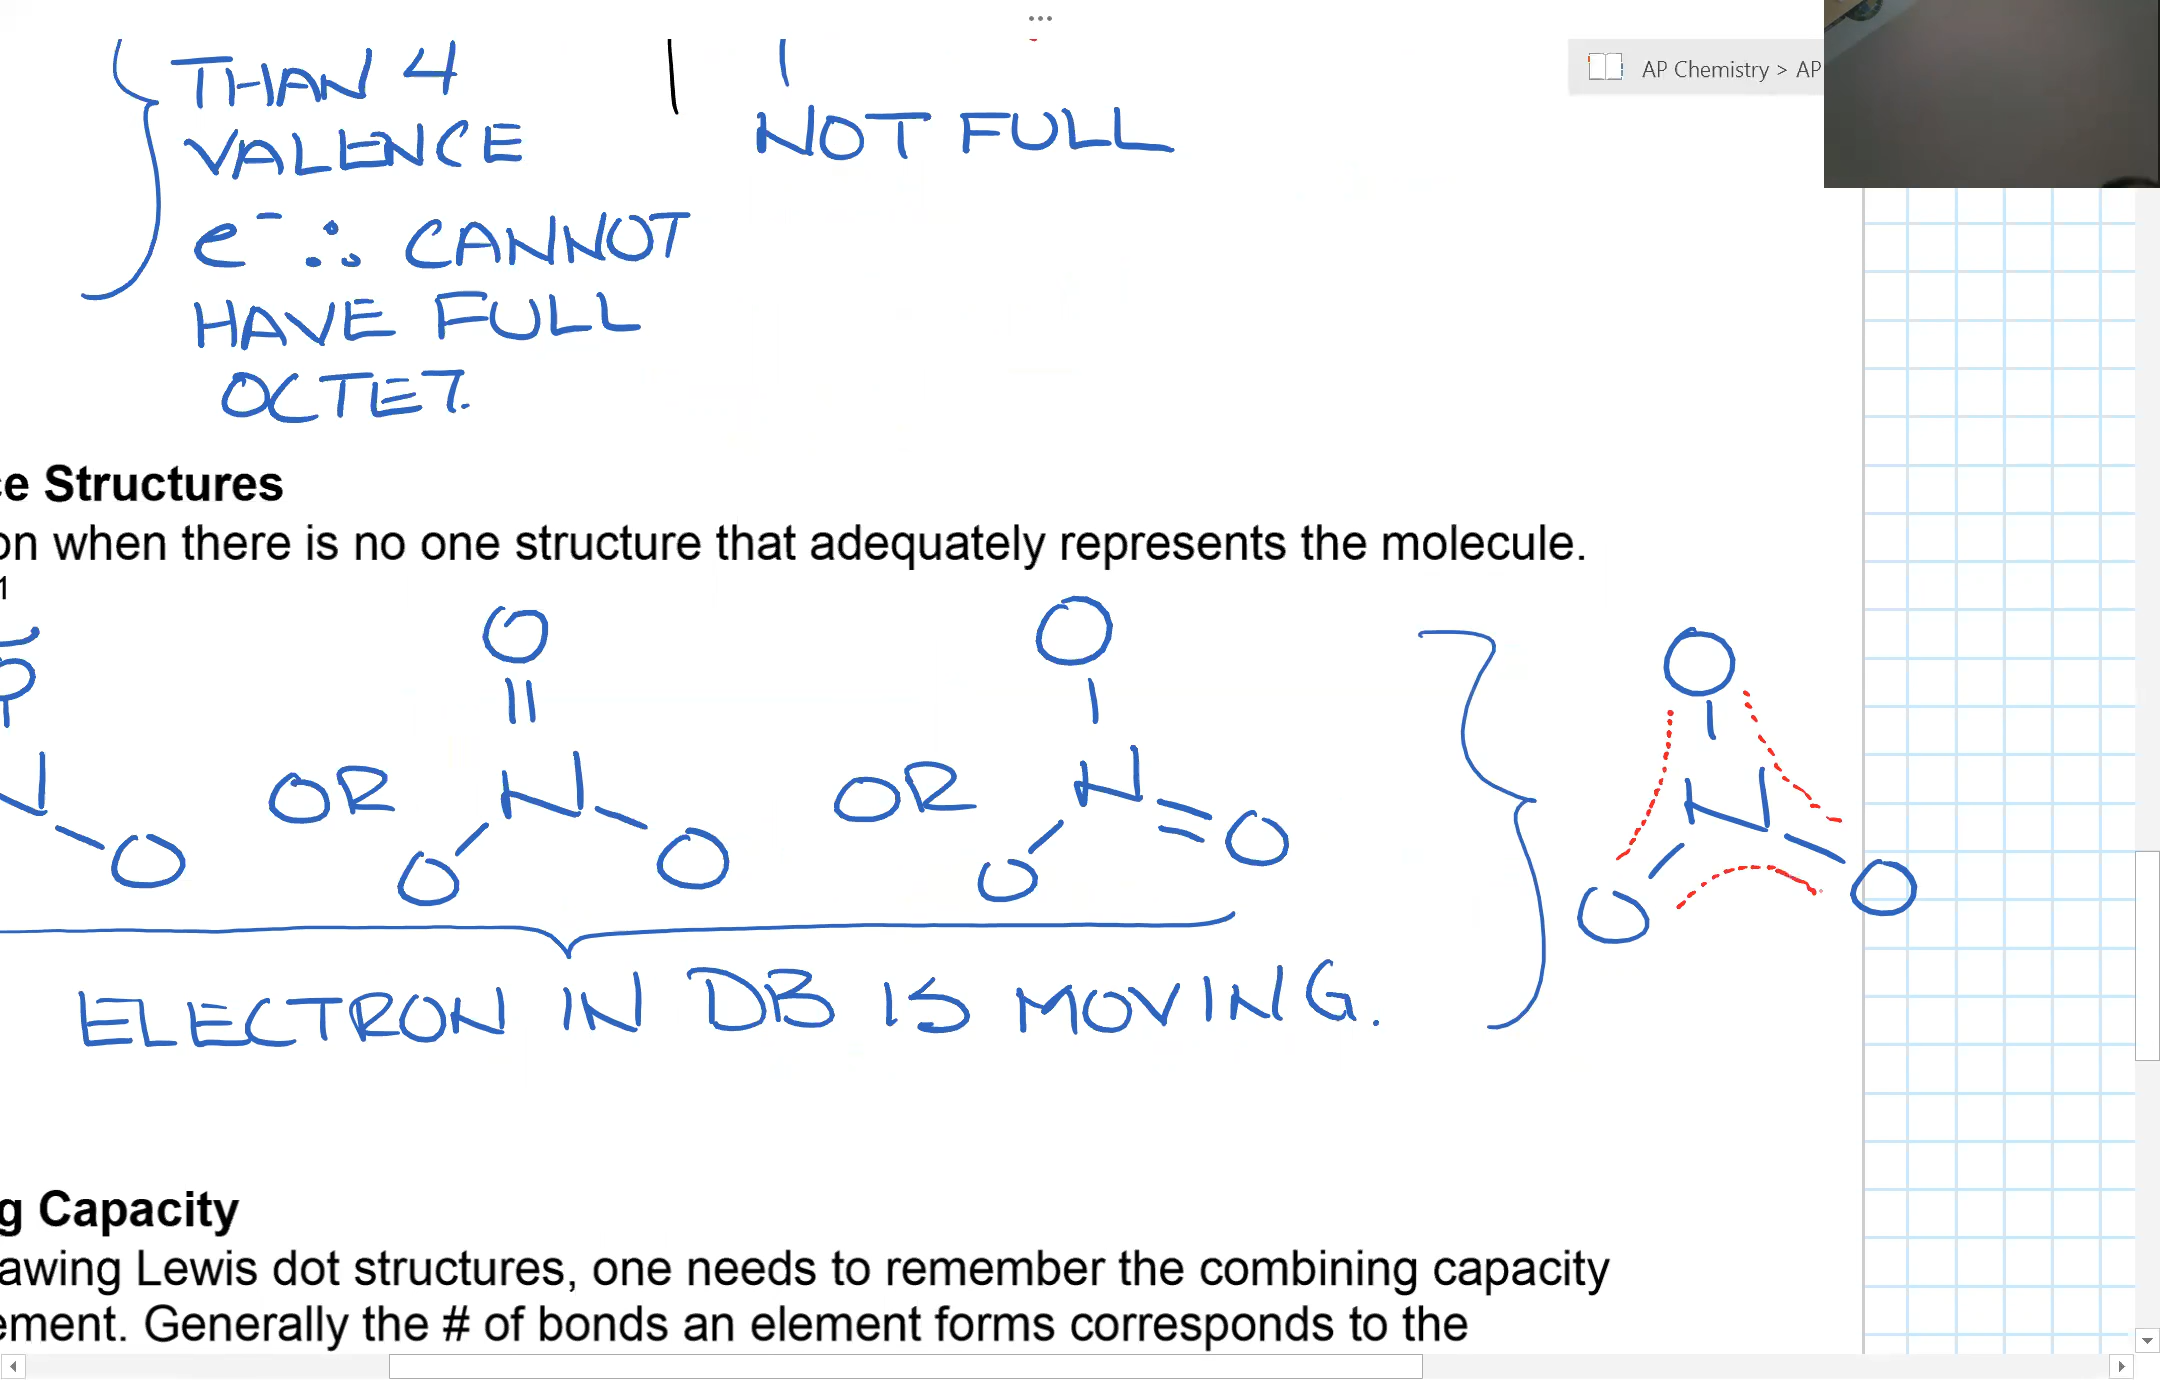 AP Chemistry > AP
THAN 4
VALENCE
e⁻ ∴ CANNOT
HAVE FULL
OCTET.
NOT FULL
e Structures
on when there is no one structure that adequately represents the molecule.
1
O
N
O
OR
O
||
N
O O
OR
O
|
N
O O
O
|
N
O O
ELECTRON IN DB IS MOVING.
g Capacity
awing Lewis dot structures, one needs to remember the combining capacity
ement. Generally the # of bonds an element forms corresponds to the